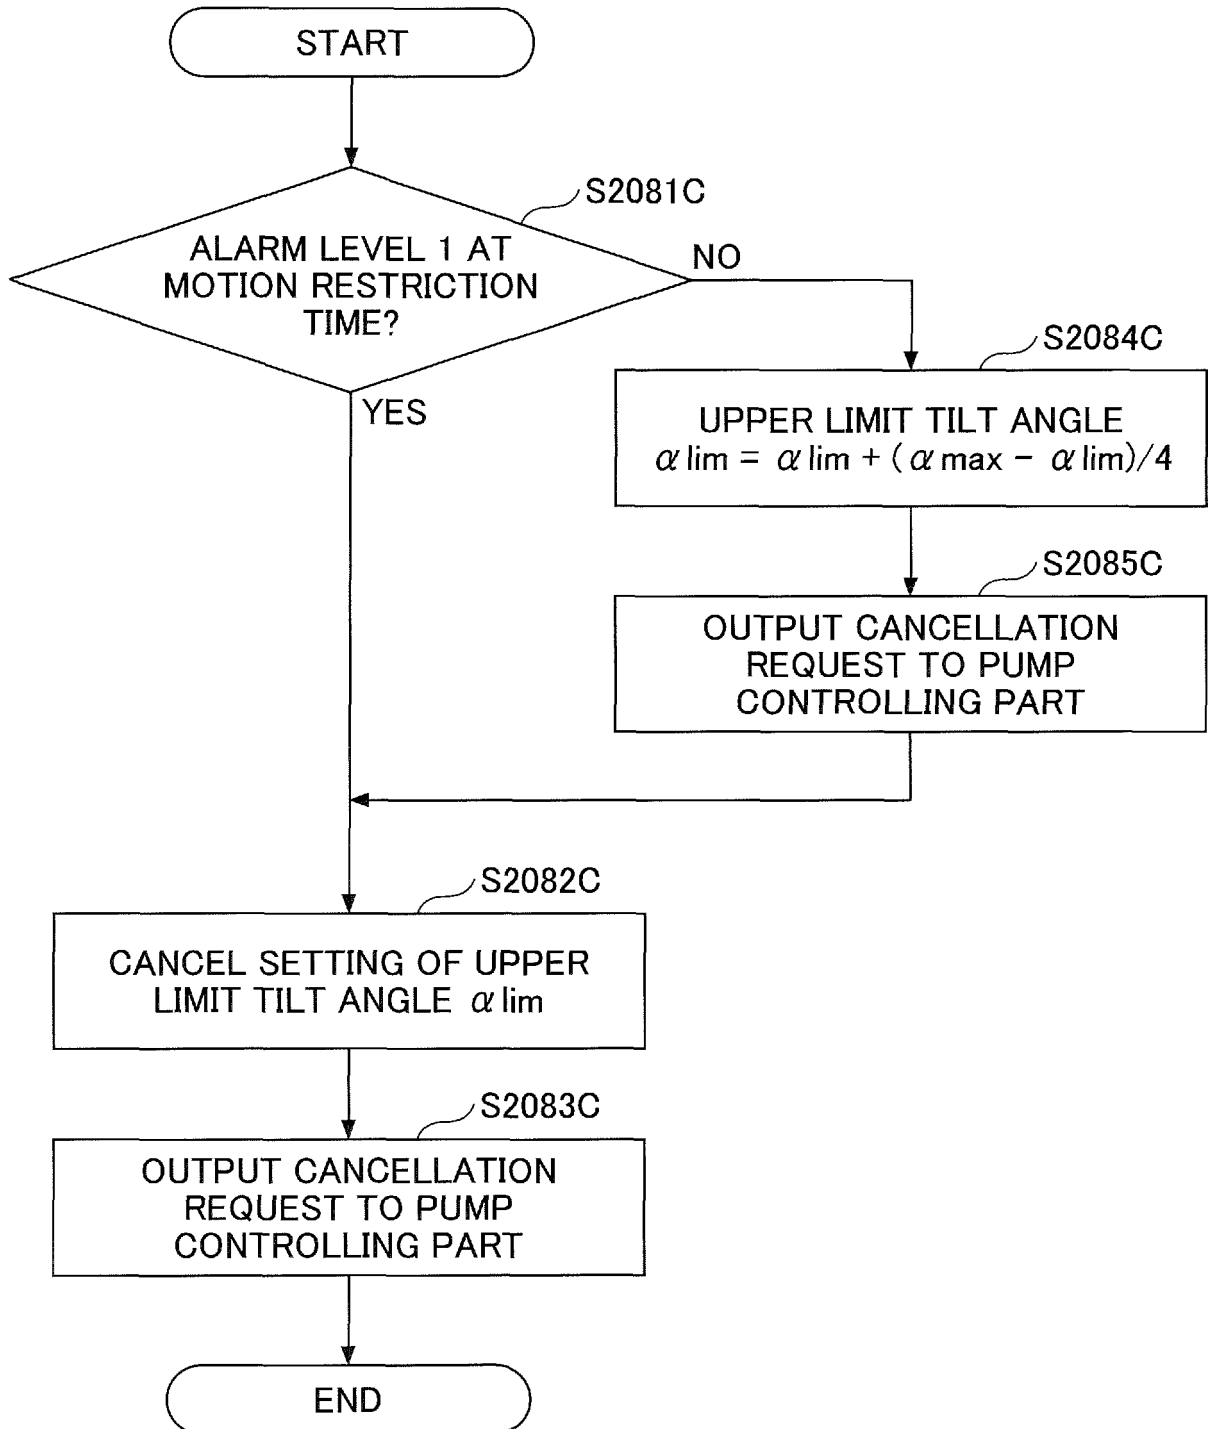 START
S2081C
ALARM LEVEL 1 AT
MOTION RESTRICTION
TIME?
NO
YES
S2084C
UPPER LIMIT TILT ANGLE
α lim = α lim + (α max - α lim)/4
S2085C
OUTPUT CANCELLATION
REQUEST TO PUMP
CONTROLLING PART
S2082C
CANCEL SETTING OF UPPER
LIMIT TILT ANGLE α lim
S2083C
OUTPUT CANCELLATION
REQUEST TO PUMP
CONTROLLING PART
END